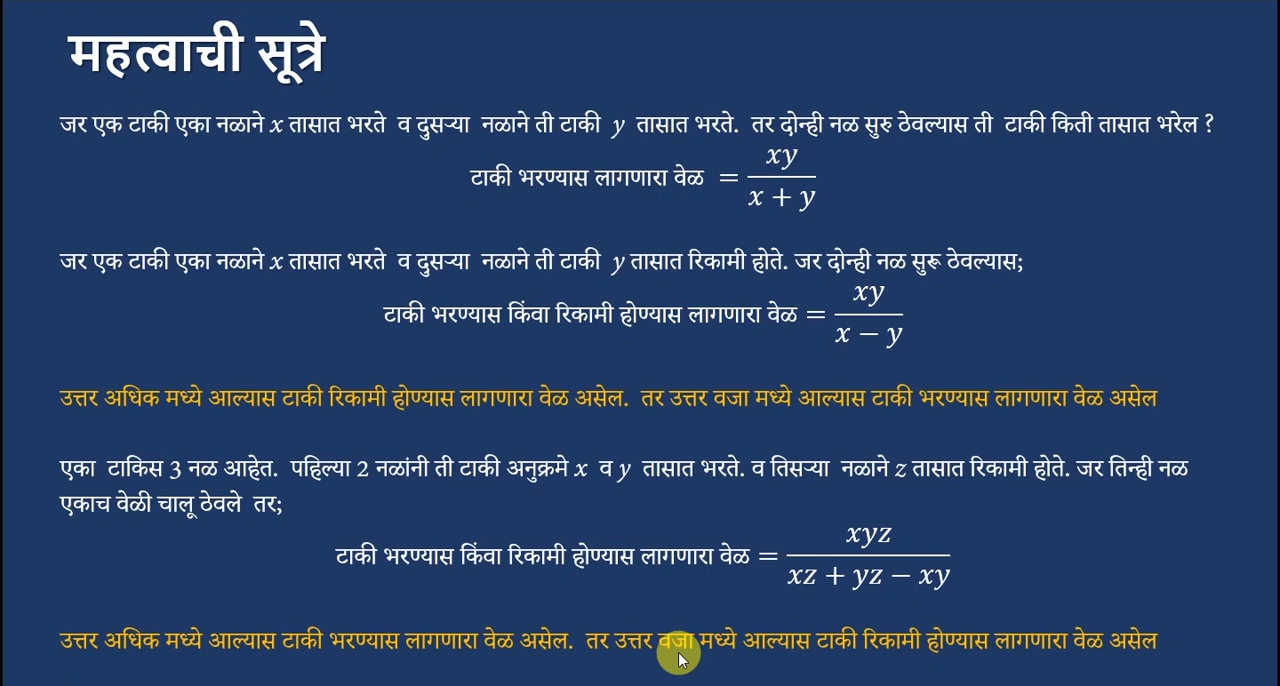 महत्वाची सूत्रे
जर एक टाकी एका नळाने x तासात भरते व दुसऱ्या नळाने ती टाकी y तासात भरते. तर दोन्ही नळ सुरु ठेवल्यास ती टाकी किती तासात भरेल ?
टाकी भरण्यास लागणारा वेळ = xy / (x + y)
जर एक टाकी एका नळाने x तासात भरते व दुसऱ्या नळाने ती टाकी y तासात रिकामी होते. जर दोन्ही नळ सुरू ठेवल्यास;
टाकी भरण्यास किंवा रिकामी होण्यास लागणारा वेळ = xy / (x − y)
उत्तर अधिक मध्ये आल्यास टाकी रिकामी होण्यास लागणारा वेळ असेल. तर उत्तर वजा मध्ये आल्यास टाकी भरण्यास लागणारा वेळ असेल
एका टाकिस 3 नळ आहेत. पहिल्या 2 नळांनी ती टाकी अनुक्रमे x व y तासात भरते. व तिसऱ्या नळाने z तासात रिकामी होते. जर तिन्ही नळ
एकाच वेळी चालू ठेवले तर;
टाकी भरण्यास किंवा रिकामी होण्यास लागणारा वेळ = xyz / (xz + yz − xy)
उत्तर अधिक मध्ये आल्यास टाकी भरण्यास लागणारा वेळ असेल. तर उत्तर वजा मध्ये आल्यास टाकी रिकामी होण्यास लागणारा वेळ असेल